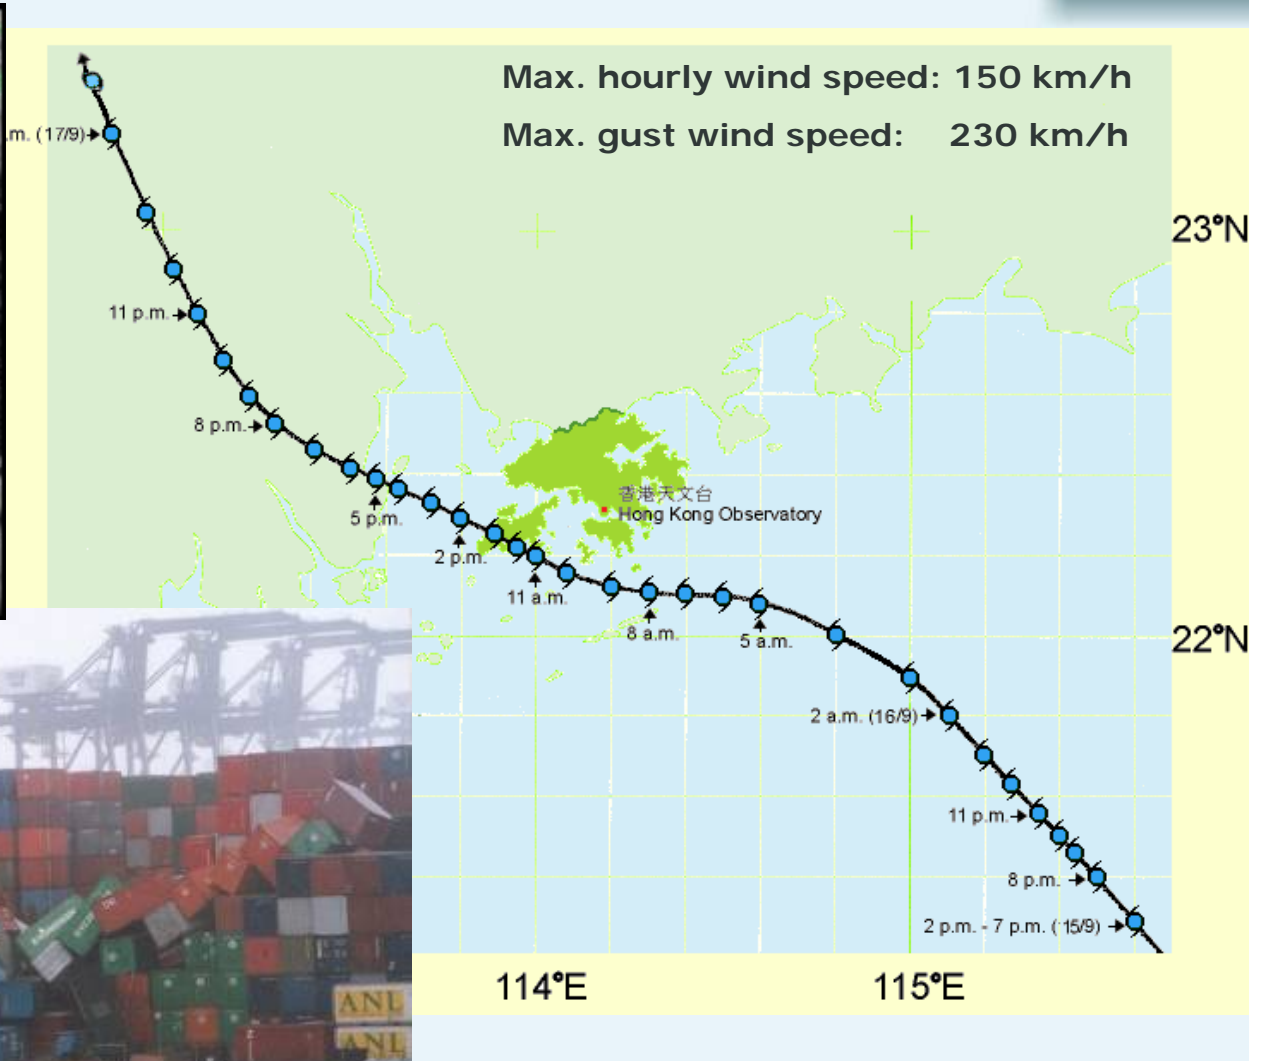 Max. hourly wind speed: 150 km/h
Max. gust wind speed: 230 km/h
.m. (17/9)
23°N
11 p.m.
8 p.m.
香港天文台
Hong Kong Observatory
5 p.m.
2 p.m.
11 a.m.
8 a.m.
5 a.m.
22°N
2 a.m. (16/9)
11 p.m.
8 p.m.
2 p.m. - 7 p.m. (15/9)
114°E
115°E
ANL
ANL